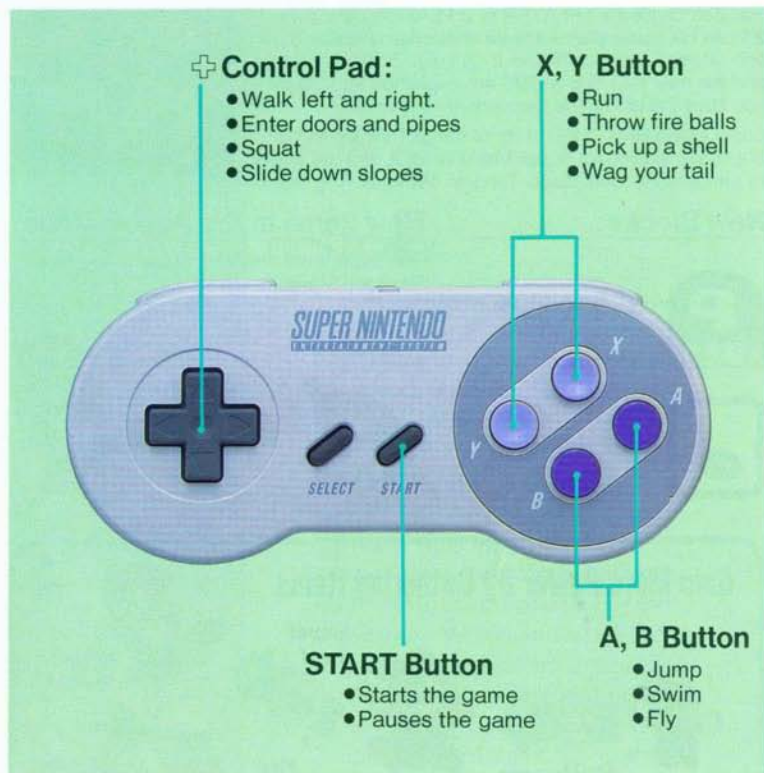 Control Pad:
●Walk left and right.
●Enter doors and pipes
●Squat
●Slide down slopes
X, Y Button
●Run
●Throw fire balls
●Pick up a shell
●Wag your tail
SUPER NINTENDO
ENTERTAINMENT SYSTEM
X
A
Y
B
SELECT START
START Button
●Starts the game
●Pauses the game
A, B Button
●Jump
●Swim
●Fly